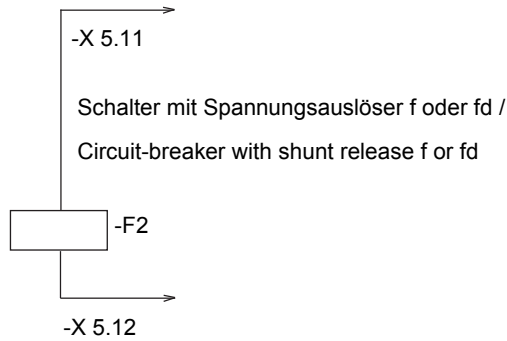 -X 5.11
Schalter mit Spannungsauslöser f oder fd /
Circuit-breaker with shunt release f or fd
-F2
-X 5.12